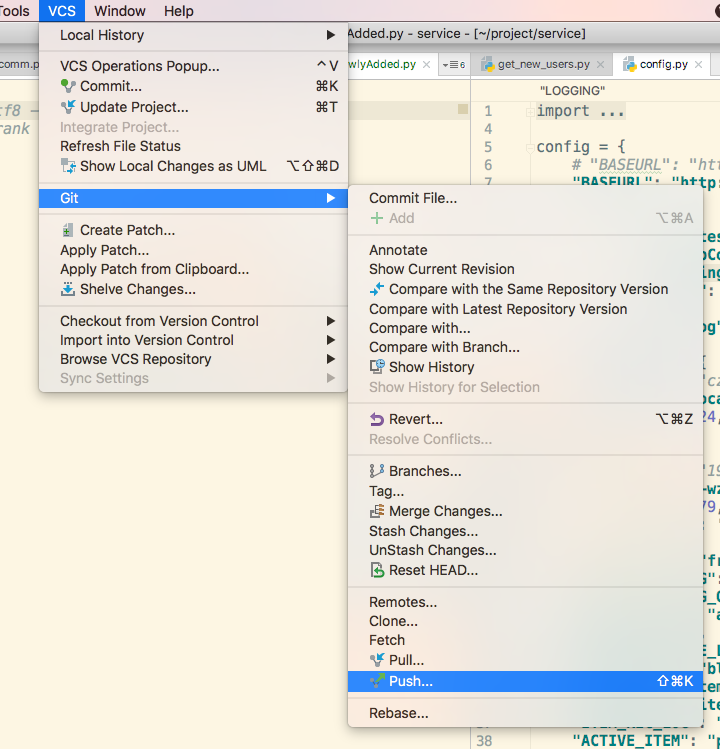 Tools VCS Window Help
Added.py - service - [~/project/service]
Local History
comm.p
wlyAdded.py
6
get_new_users.py
config.py
VCS Operations Popup... ^V
Commit... ⌘K
Update Project... ⌘T
Integrate Project...
Refresh File Status
Show Local Changes as UML ⌥⇧⌘D
Git
Create Patch...
Apply Patch...
Apply Patch from Clipboard...
Shelve Changes...
Checkout from Version Control
Import into Version Control
Browse VCS Repository
Sync Settings
Commit File...
Add ⌥⌘A
Annotate
Show Current Revision
Compare with the Same Repository Version
Compare with Latest Repository Version
Compare with...
Compare with Branch...
Show History
Show History for Selection
Revert... ⌥⌘Z
Resolve Conflicts...
Branches...
Tag...
Merge Changes...
Stash Changes...
UnStash Changes...
Reset HEAD...
Remotes...
Clone...
Fetch
Pull...
Push... ⇧⌘K
Rebase...
tf8
rank
"LOGGING"
1 import ...
4
5 config = {
6 # "BASEURL": "htt
7 "BASEURL": "http:
38 "ACTIVE_ITEM": "p